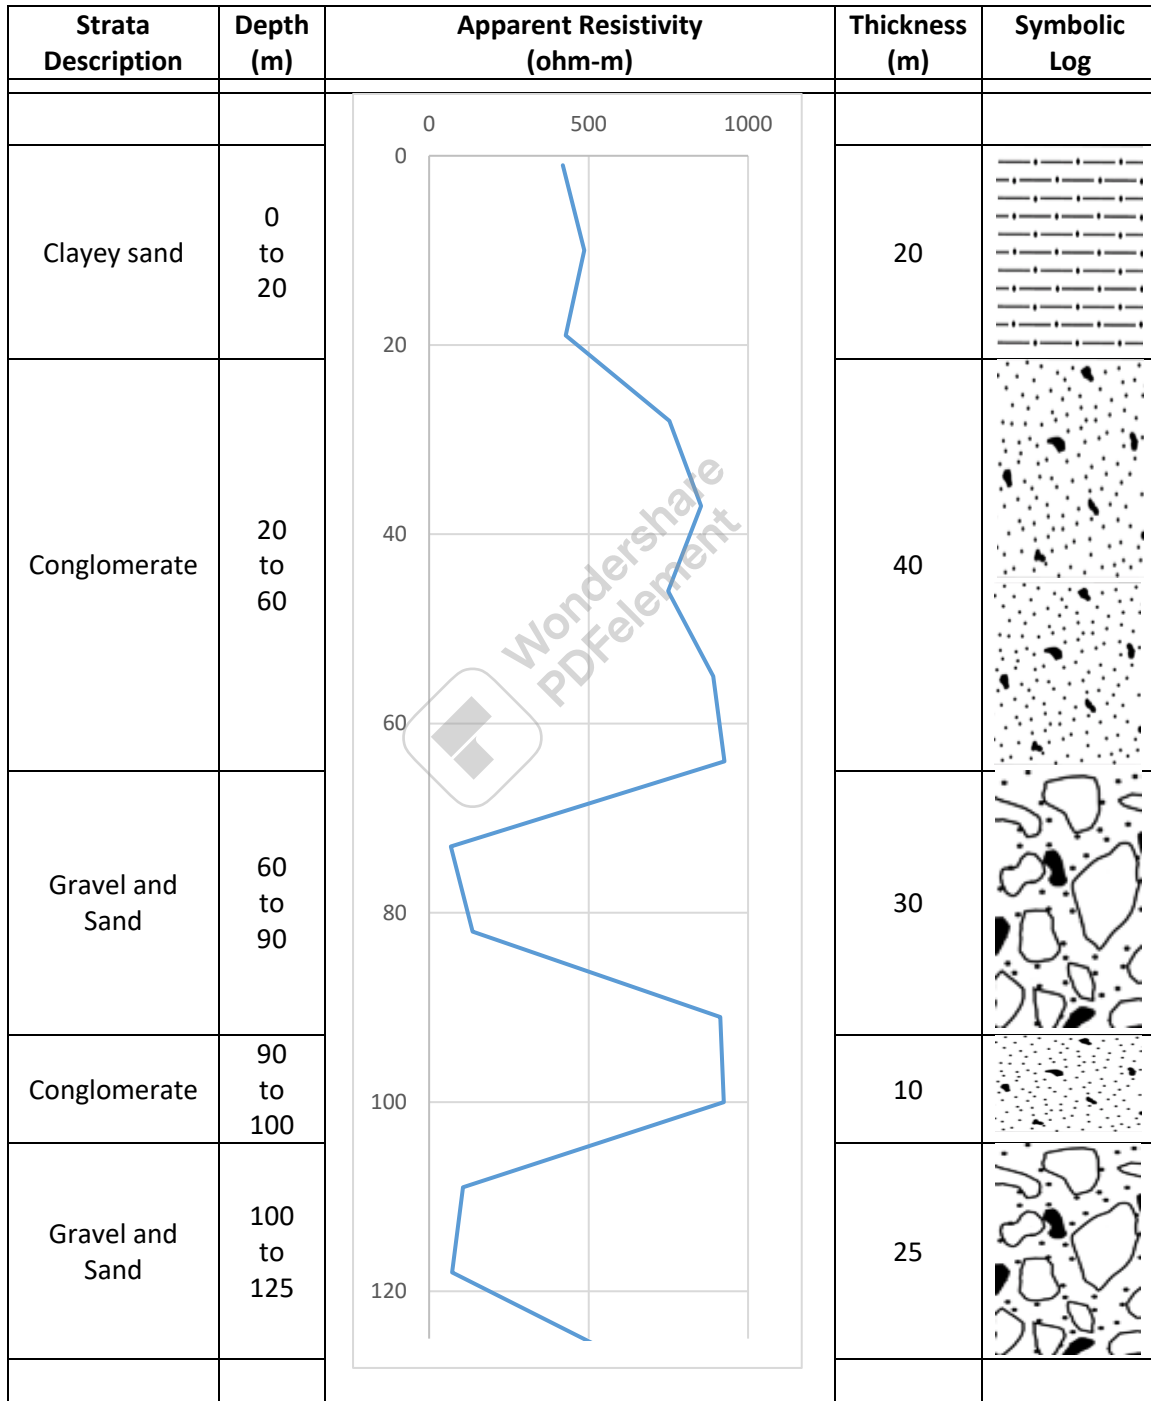 Strata Description
Depth (m)
Apparent Resistivity (ohm-m)
Thickness (m)
Symbolic Log
0 500 1000
0
20
40
60
80
100
120
Clayey sand
0
to
20
20
Conglomerate
20
to
60
40
Gravel and
Sand
60
to
90
30
Conglomerate
90
to
100
10
Gravel and
Sand
100
to
125
25
Wondershare
PDFelement